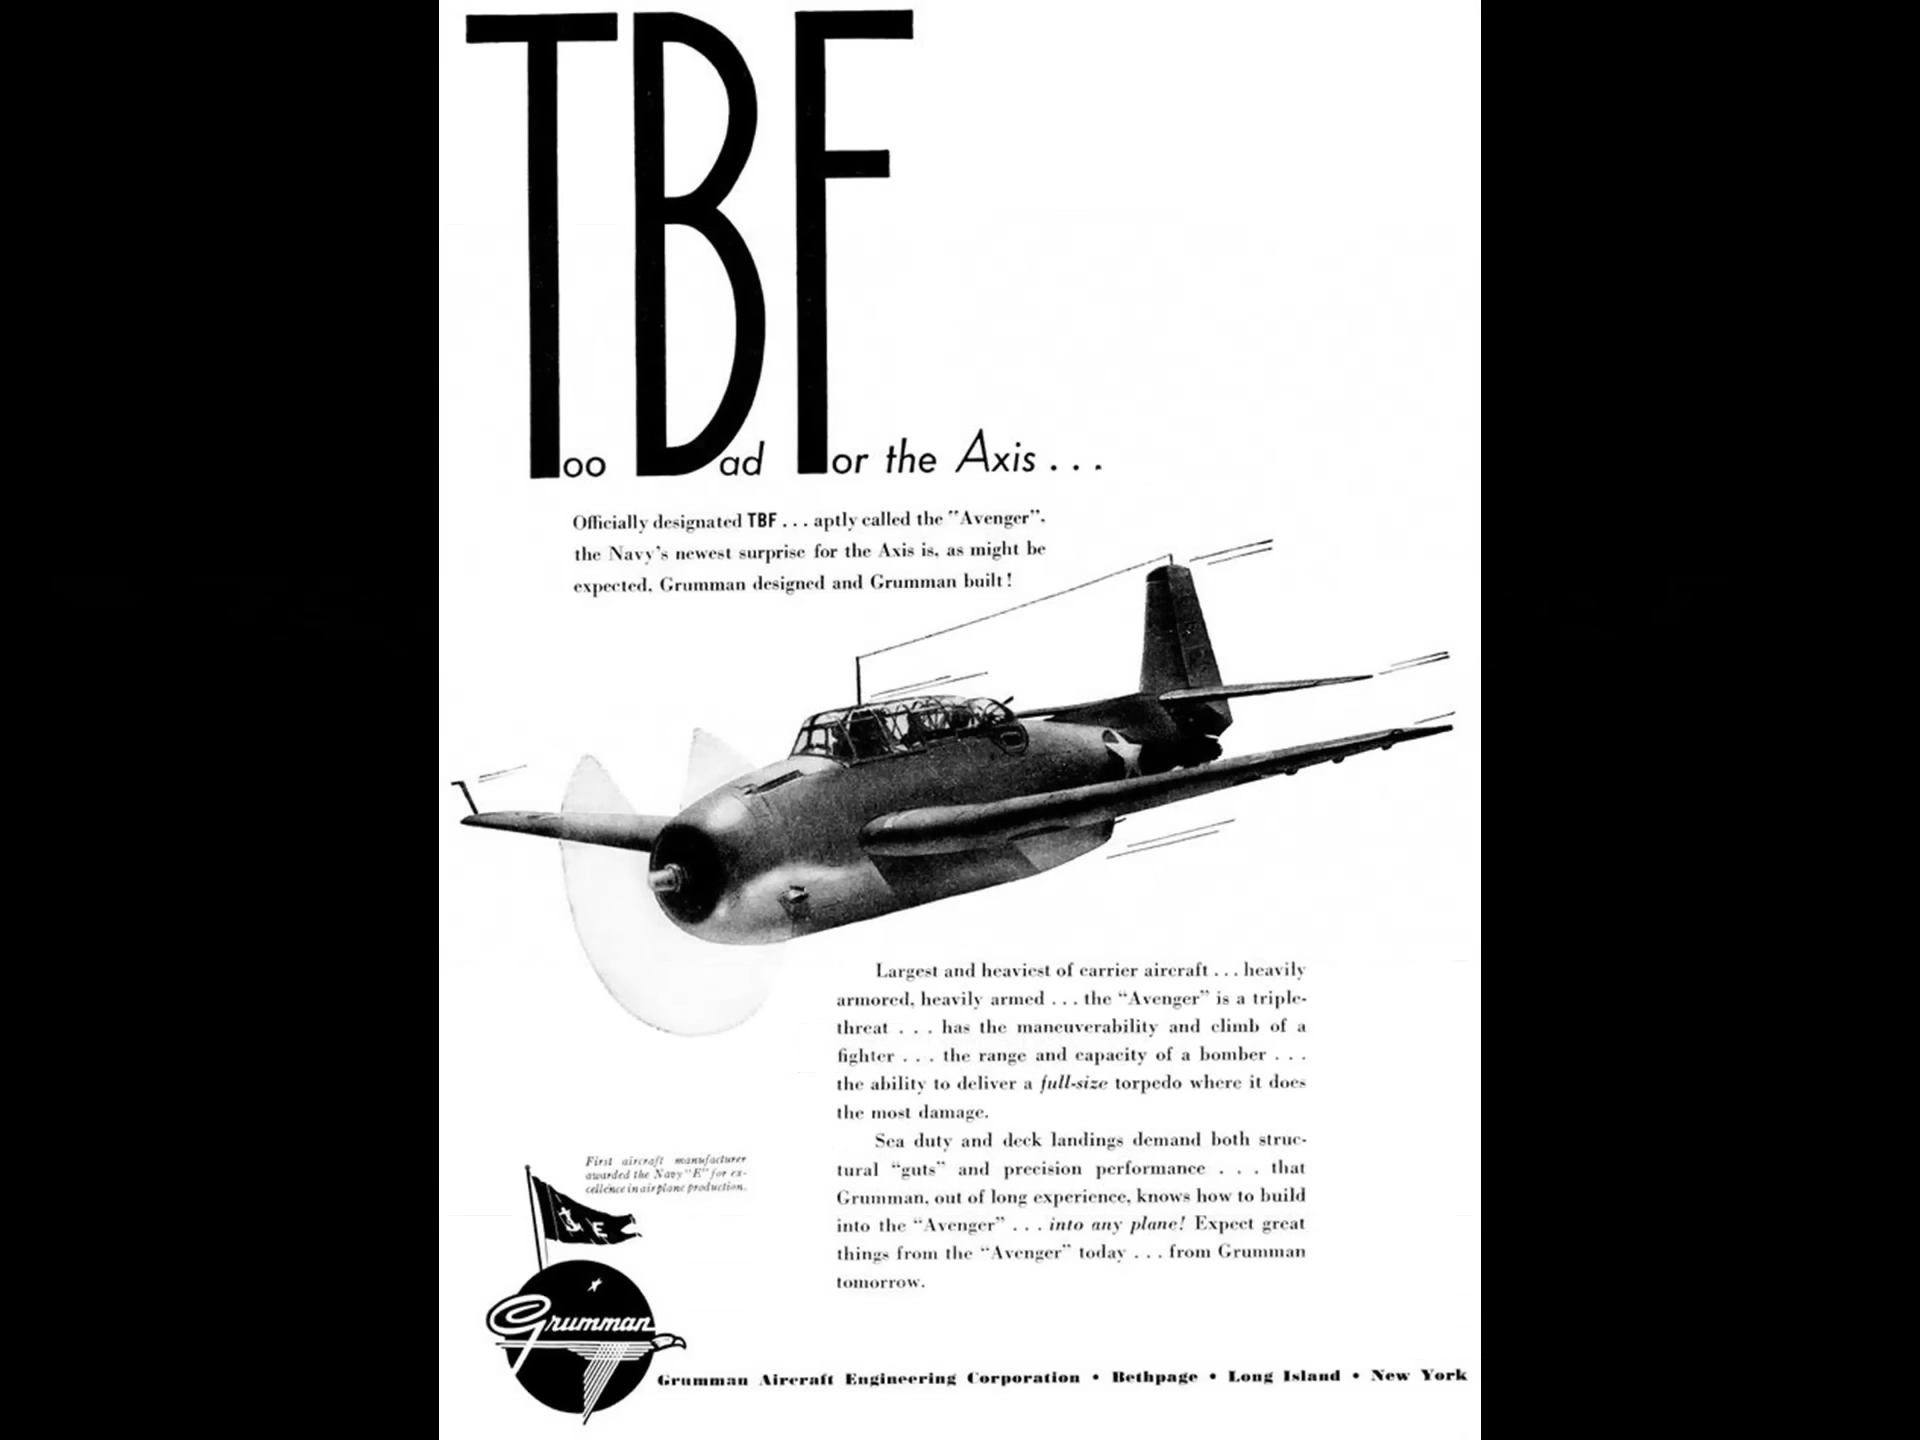 TBF
Too Bad For the Axis . . .
Officially designated TBF . . . aptly called the "Avenger",
the Navy's newest surprise for the Axis is, as might be
expected, Grumman designed and Grumman built!
Largest and heaviest of carrier aircraft . . . heavily
armored, heavily armed . . . the "Avenger" is a triple-
threat . . . has the maneuverability and climb of a
fighter . . . the range and capacity of a bomber . . .
the ability to deliver a full-size torpedo where it does
the most damage.
Sea duty and deck landings demand both struc-
tural "guts" and precision performance . . . that
Grumman, out of long experience, knows how to build
into the "Avenger" . . . into any plane! Expect great
things from the "Avenger" today . . . from Grumman
tomorrow.
First aircraft manufacturer
awarded the Navy "E" for ex-
cellence in airplane production.
E
Grumman
Grumman Aircraft Engineering Corporation • Bethpage • Long Island • New York